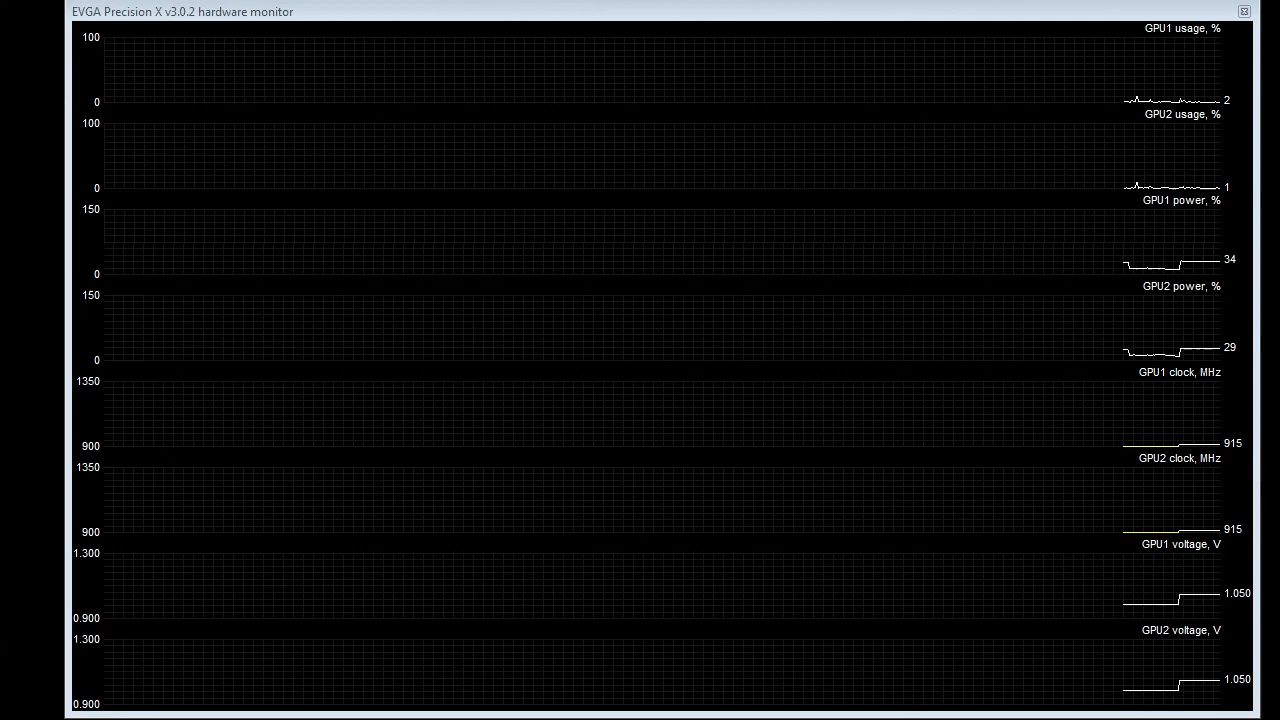 EVGA Precision X v3.0.2 hardware monitor
GPU1 usage, %
100
0
2
GPU2 usage, %
100
0
1
GPU1 power, %
150
0
34
GPU2 power, %
150
0
29
GPU1 clock, MHz
1350
900
915
GPU2 clock, MHz
1350
900
915
GPU1 voltage, V
1.300
0.900
1.050
GPU2 voltage, V
1.300
0.900
1.050